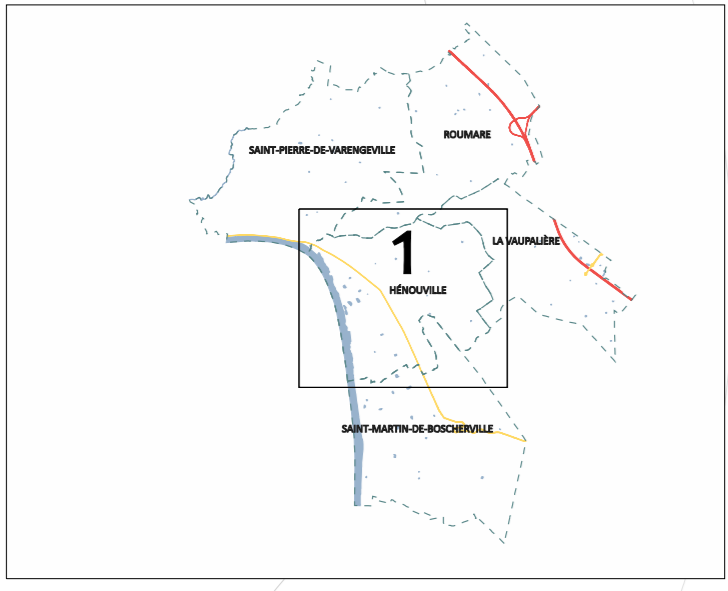 ROUMARE
SAINT-PIERRE-DE-VARENGEVILLE
1
LA VAUPALIÈRE
HÉNOUVILLE
SAINT-MARTIN-DE-BOSCHERVILLE